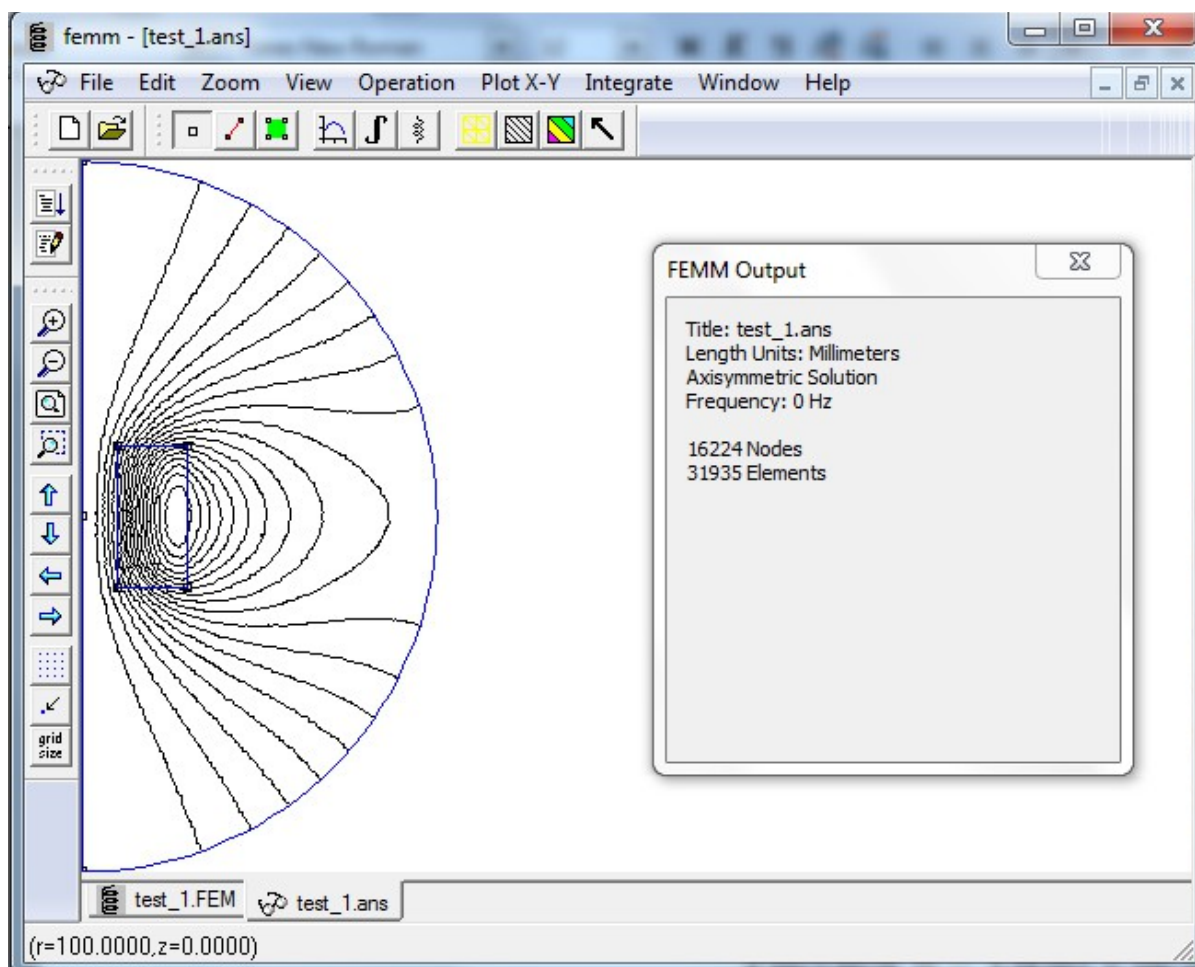 femm - [test_1.ans]
File Edit Zoom View Operation Plot X-Y Integrate Window Help
grid
size
FEMM Output
Title: test_1.ans
Length Units: Millimeters
Axisymmetric Solution
Frequency: 0 Hz
16224 Nodes
31935 Elements
test_1.FEM test_1.ans
(r=100.0000,z=0.0000)